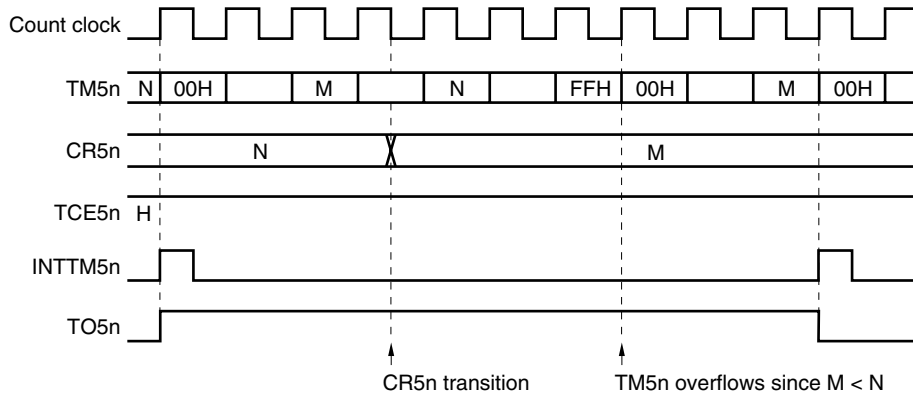 Count clock
TM5n N 00H M N FFH 00H M 00H
CR5n N M
TCE5n H
INTTM5n
TO5n
CR5n transition TM5n overflows since M < N